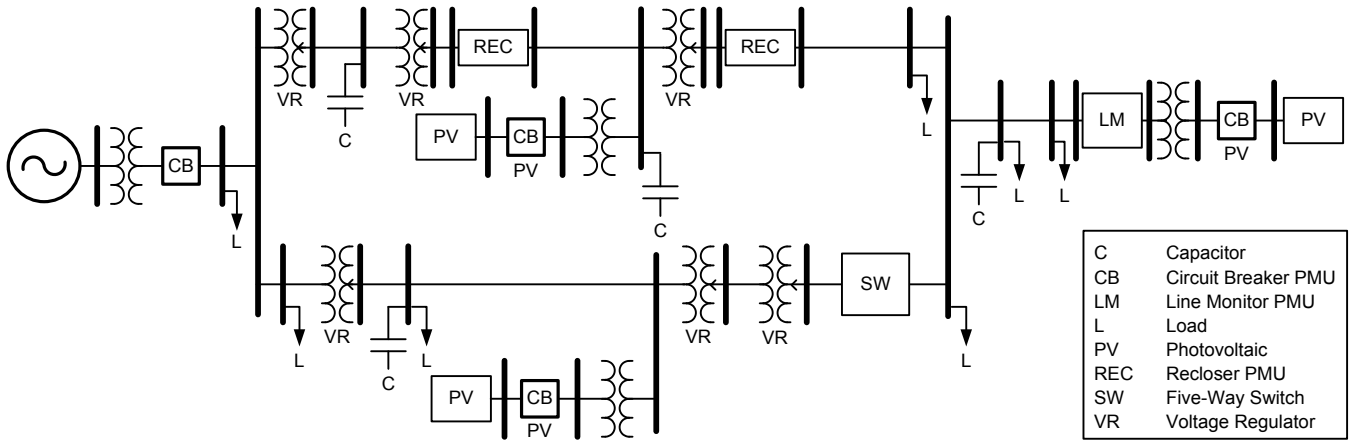 VR
VR
REC
VR
REC
C
L
PV
CB
PV
C
CB
L
LM
CB
PV
PV
C
L
L
L
VR
C
L
VR
VR
SW
L
PV
CB
PV
C Capacitor
CB Circuit Breaker PMU
LM Line Monitor PMU
L Load
PV Photovoltaic
REC Recloser PMU
SW Five-Way Switch
VR Voltage Regulator